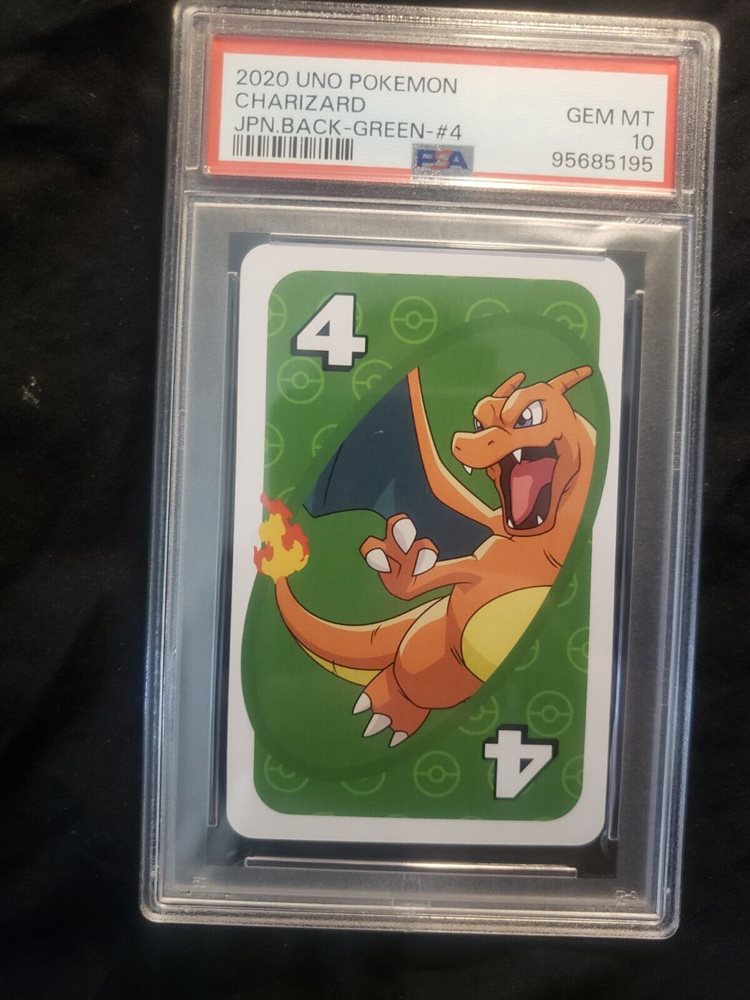 2020 UNO POKEMON
CHARIZARD
JPN.BACK-GREEN-#4
GEM MT
10
95685195
PSA
4
4